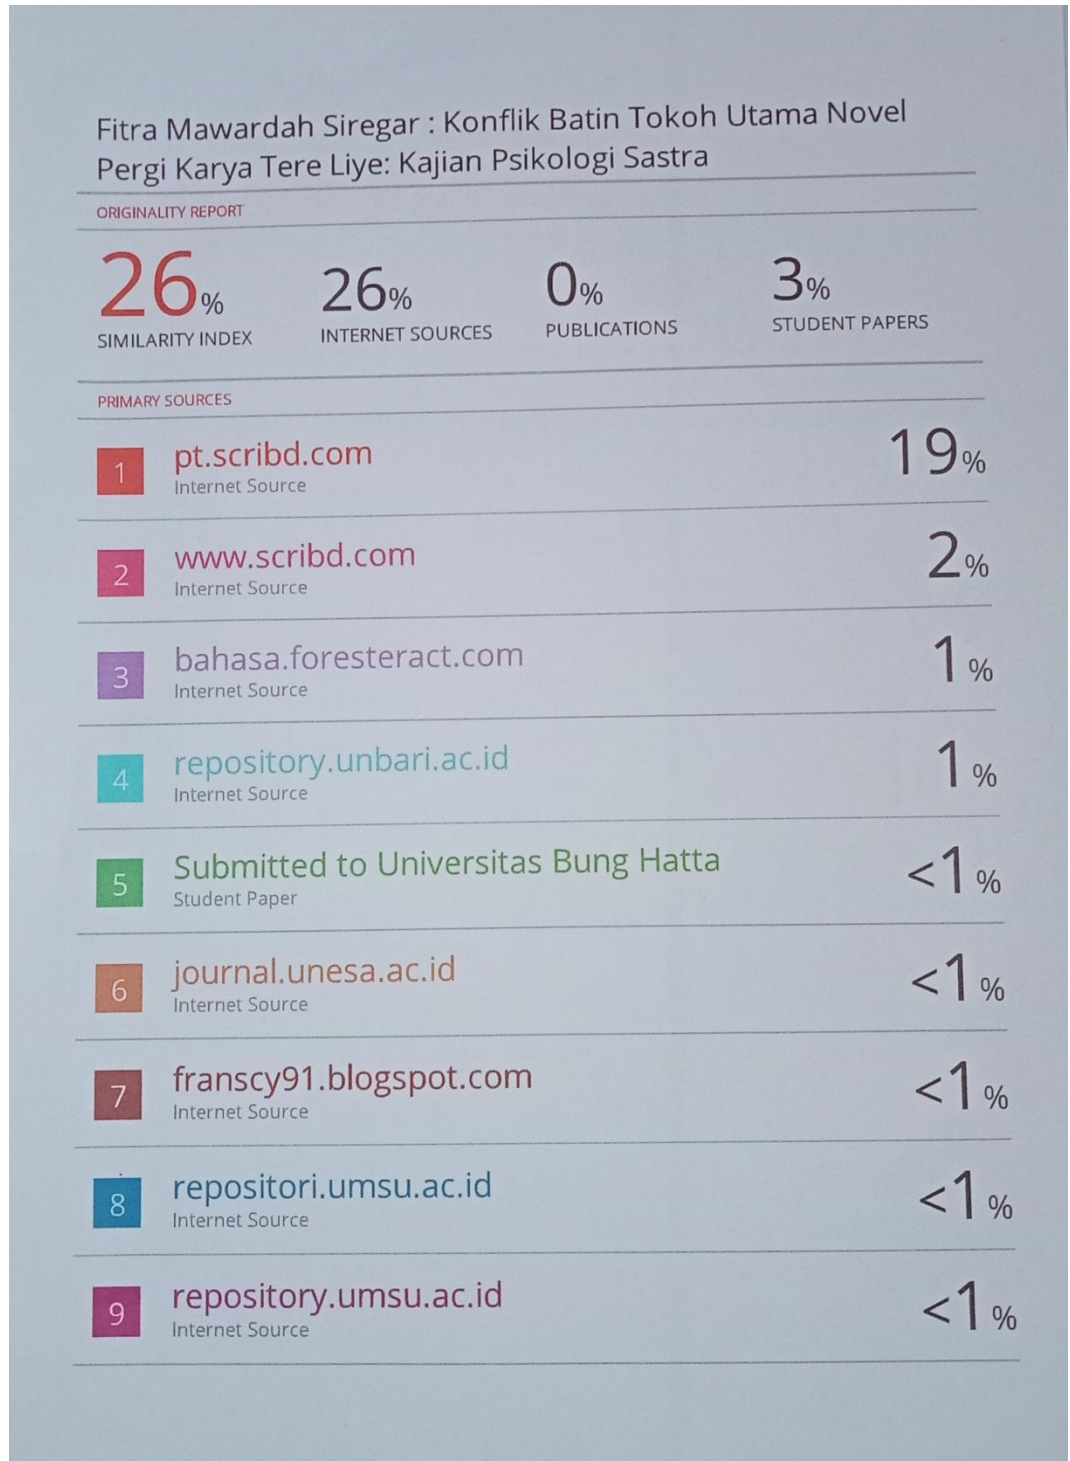 Fitra Mawardah Siregar : Konflik Batin Tokoh Utama Novel
Pergi Karya Tere Liye: Kajian Psikologi Sastra
ORIGINALITY REPORT
26% 26% 0% 3%
SIMILARITY INDEX INTERNET SOURCES PUBLICATIONS STUDENT PAPERS
PRIMARY SOURCES
1 pt.scribd.com 19%
Internet Source
2 www.scribd.com 2%
Internet Source
3 bahasa.foresteract.com 1%
Internet Source
4 repository.unbari.ac.id 1%
Internet Source
5 Submitted to Universitas Bung Hatta <1%
Student Paper
6 journal.unesa.ac.id <1%
Internet Source
7 franscy91.blogspot.com <1%
Internet Source
8 repositori.umsu.ac.id <1%
Internet Source
9 repository.umsu.ac.id <1%
Internet Source